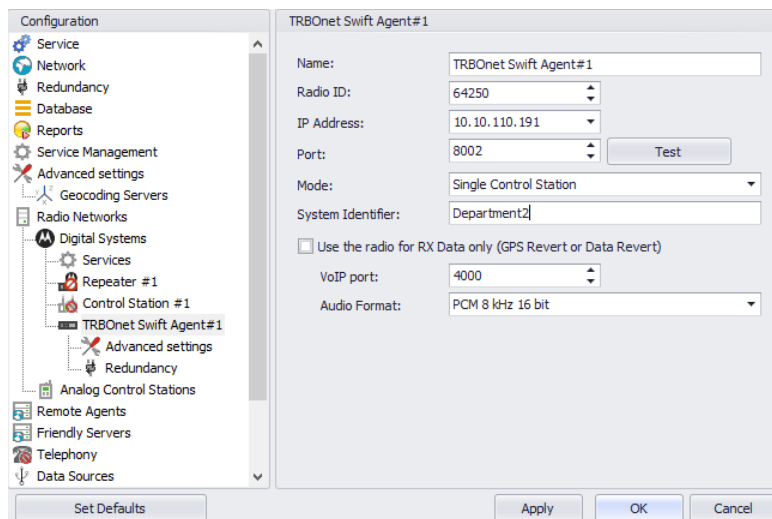 Configuration
Service
Network
Redundancy
Database
Reports
Service Management
Advanced settings
Geocoding Servers
Radio Networks
Digital Systems
Services
Repeater #1
Control Station #1
TRBOnet Swift Agent#1
Advanced settings
Redundancy
Analog Control Stations
Remote Agents
Friendly Servers
Telephony
Data Sources
TRBOnet Swift Agent#1
Name: TRBOnet Swift Agent#1
Radio ID: 64250
IP Address: 10.10.110.191
Port: 8002 Test
Mode: Single Control Station
System Identifier: Department2
Use the radio for RX Data only (GPS Revert or Data Revert)
VoIP port: 4000
Audio Format: PCM 8 kHz 16 bit
Set Defaults Apply OK Cancel